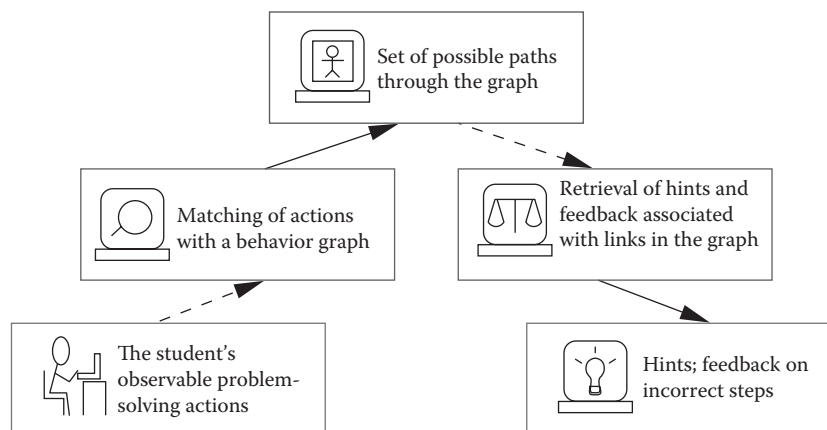 Set of possible paths
through the graph
Matching of actions
with a behavior graph
Retrieval of hints and
feedback associated
with links in the graph
The student's
observable problem-
solving actions
Hints; feedback on
incorrect steps